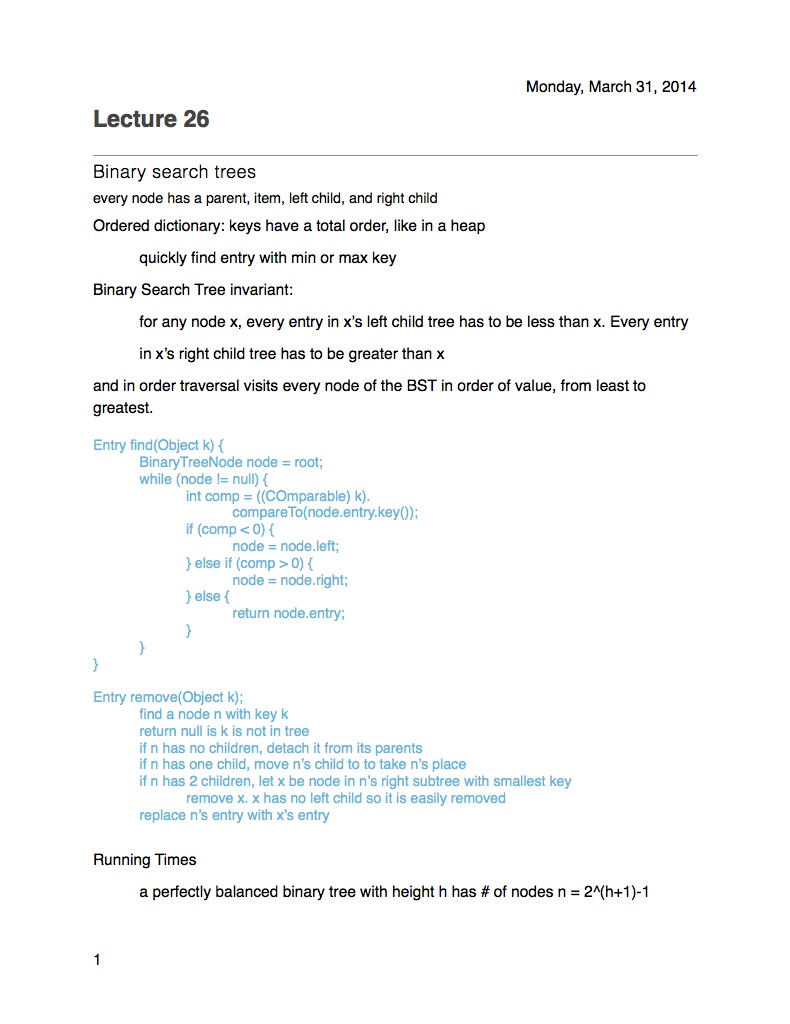 Monday, March 31, 2014
Lecture 26
Binary search trees
every node has a parent, item, left child, and right child
Ordered dictionary: keys have a total order, like in a heap
quickly find entry with min or max key
Binary Search Tree invariant:
for any node x, every entry in x's left child tree has to be less than x. Every entry
in x's right child tree has to be greater than x
and in order traversal visits every node of the BST in order of value, from least to
greatest.
Entry find(Object k) {
BinaryTreeNode node = root;
while (node != null) {
int comp = ((COmparable) k).
compareTo(node.entry.key());
if (comp < 0) {
node = node.left;
} else if (comp > 0) {
node = node.right;
} else {
return node.entry;
}
}
}
Entry remove(Object k);
find a node n with key k
return null is k is not in tree
if n has no children, detach it from its parents
if n has one child, move n's child to to take n's place
if n has 2 children, let x be node in n's right subtree with smallest key
remove x. x has no left child so it is easily removed
replace n's entry with x's entry
Running Times
a perfectly balanced binary tree with height h has # of nodes n = 2^(h+1)-1
1